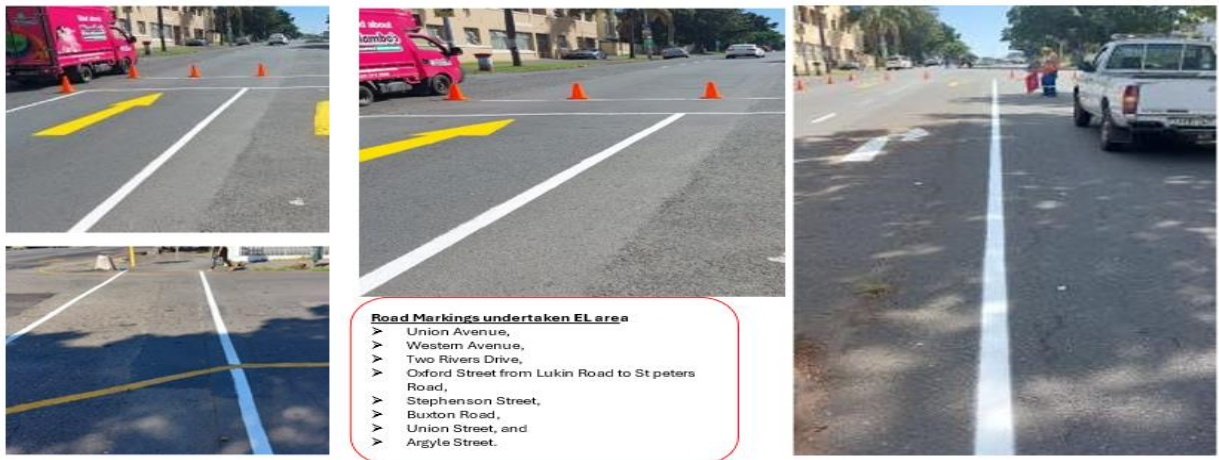 Road Markings undertaken EL area
➤ Union Avenue,
➤ Western Avenue,
➤ Two Rivers Drive,
➤ Oxford Street from Lukin Road to St peters
Road,
➤ Stephenson Street,
➤ Buxton Road,
➤ Union Street, and
➤ Argyle Street.